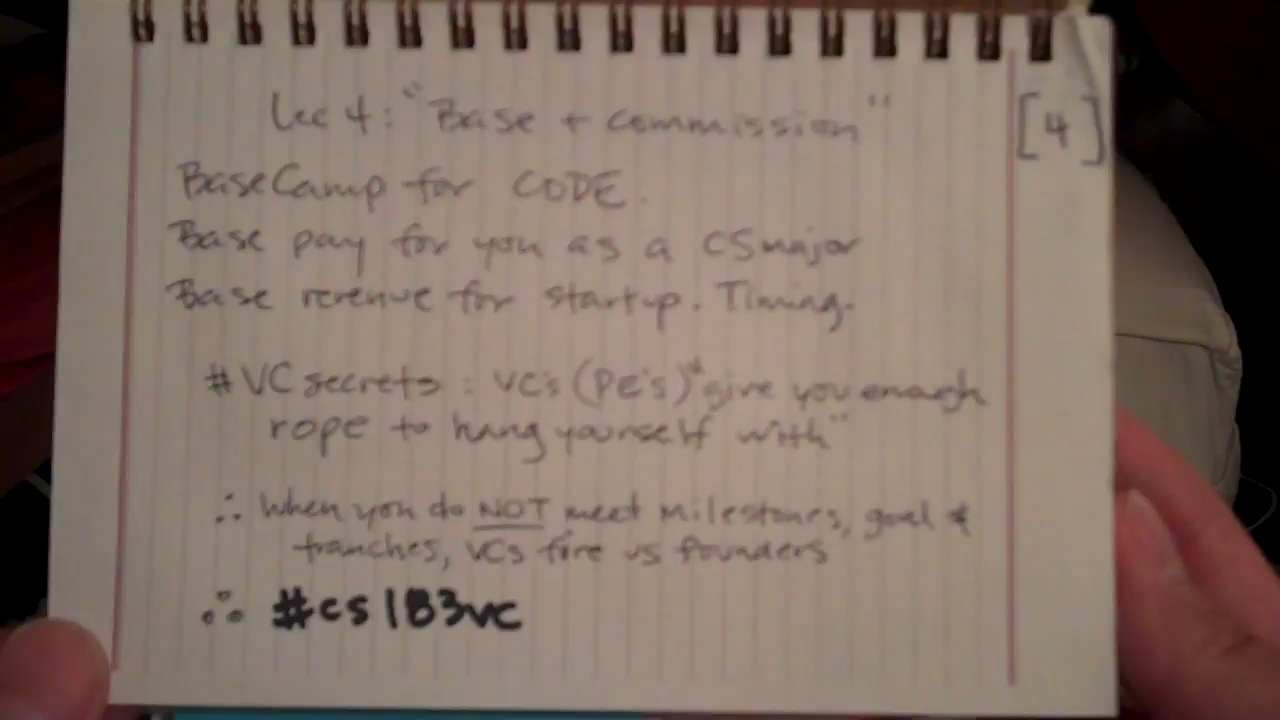 Lec 4: "Base + Commission" [4]
BaseCamp for CODE.
Base pay for you as a CS major
Base revenue for startup. Timing.
#VC secrets : VC's (PE's) "give you enough
rope to hang yourself with"
∴ When you do NOT meet milestones, goal &
tranches, VCs fire us founders
∴ #cs183vc